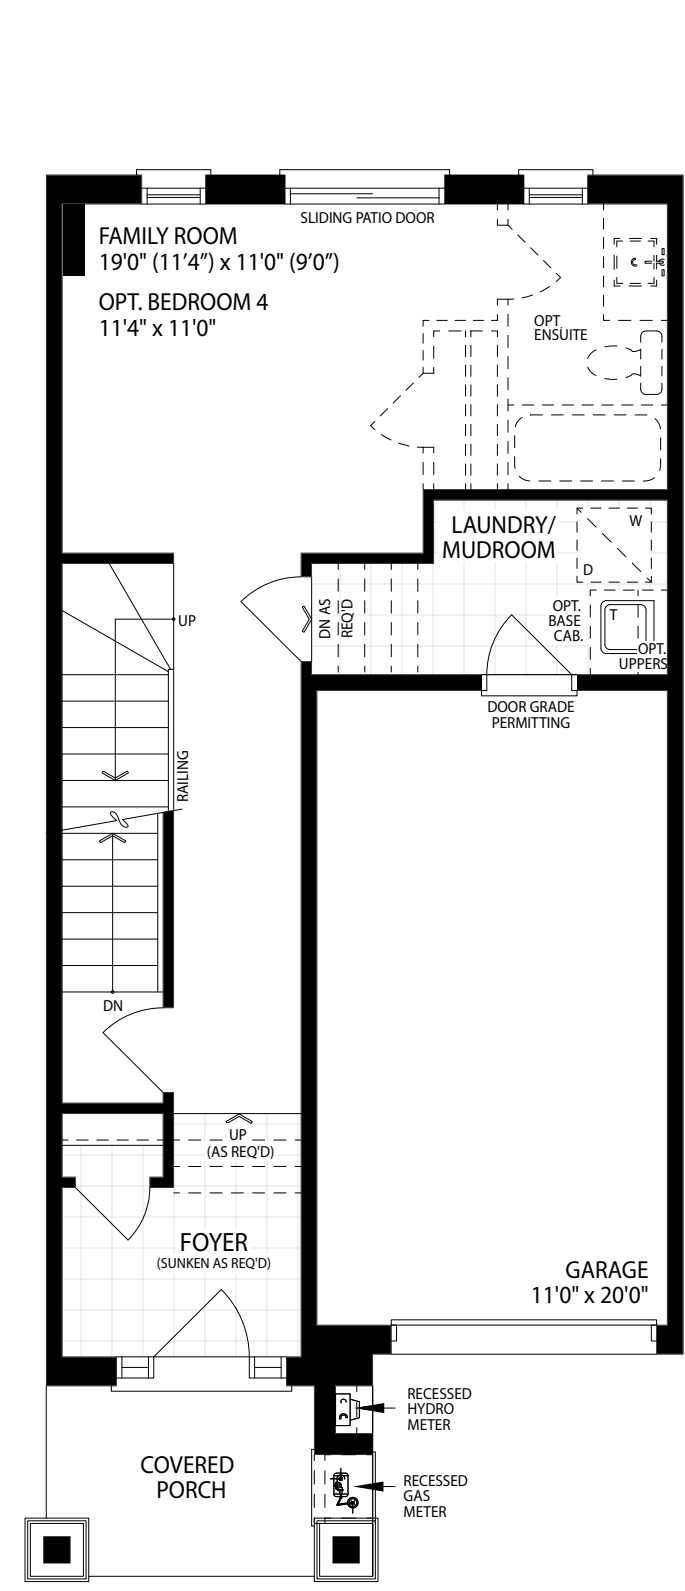 SLIDING PATIO DOOR
FAMILY ROOM
19'0" (11'4") x 11'0" (9'0")
OPT. BEDROOM 4
11'4" x 11'0"
OPT.
ENSUITE
LAUNDRY/
MUDROOM
W
D
UP
DN AS
REQ'D
OPT.
BASE
CAB.
T
OPT.
UPPERS
DOOR GRADE
PERMITTING
RAILING
DN
UP
(AS REQ'D)
FOYER
(SUNKEN AS REQ'D)
GARAGE
11'0" x 20'0"
RECESSED
HYDRO
METER
COVERED
PORCH
RECESSED
GAS
METER